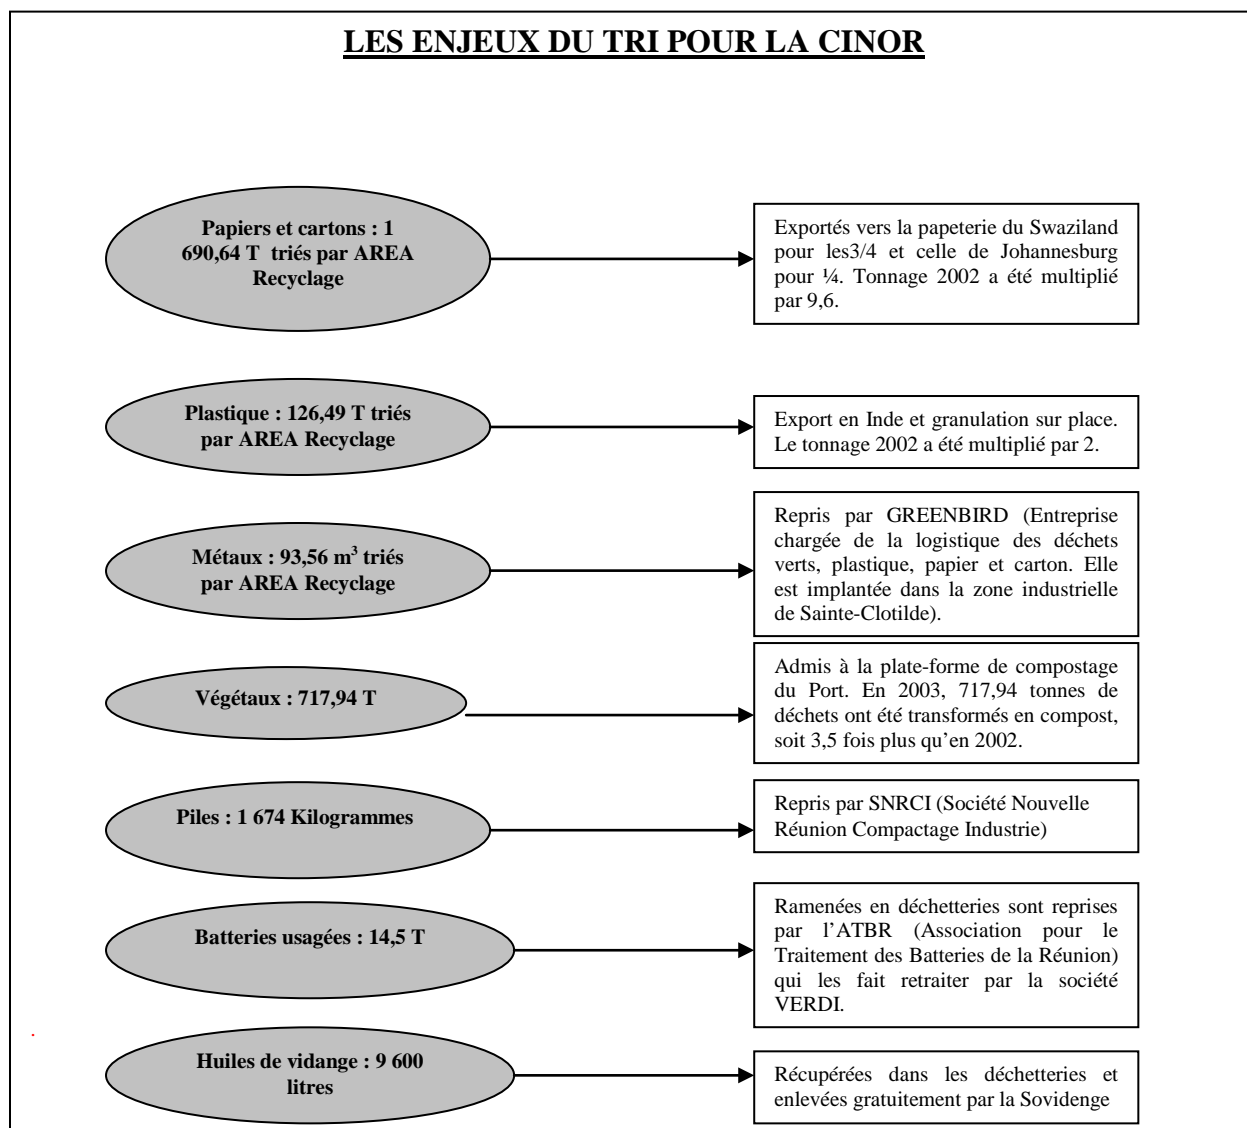 LES ENJEUX DU TRI POUR LA CINOR
Papiers et cartons : 1
690,64 T triés par AREA
Recyclage
Exportés vers la papeterie du Swaziland
pour les3/4 et celle de Johannesburg
pour ¼. Tonnage 2002 a été multiplié
par 9,6.
Plastique : 126,49 T triés
par AREA Recyclage
Export en Inde et granulation sur place.
Le tonnage 2002 a été multiplié par 2.
Métaux : 93,56 m³ triés
par AREA Recyclage
Repris par GREENBIRD (Entreprise
chargée de la logistique des déchets
verts, plastique, papier et carton. Elle
est implantée dans la zone industrielle
de Sainte-Clotilde).
Végétaux : 717,94 T
Admis à la plate-forme de compostage
du Port. En 2003, 717,94 tonnes de
déchets ont été transformés en compost,
soit 3,5 fois plus qu’en 2002.
Piles : 1 674 Kilogrammes
Repris par SNRCI (Société Nouvelle
Réunion Compactage Industrie)
Batteries usagées : 14,5 T
Ramenées en déchetteries sont reprises
par l’ATBR (Association pour le
Traitement des Batteries de la Réunion)
qui les fait retraiter par la société
VERDI.
Huiles de vidange : 9 600
litres
Récupérées dans les déchetteries et
enlevées gratuitement par la Sovidenge